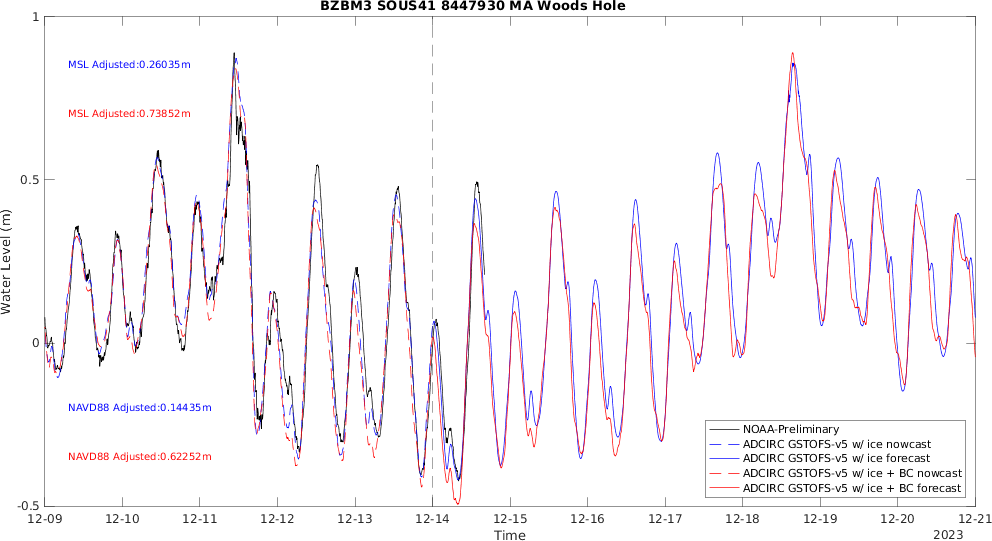 BZBM3 SOUS41 8447930 MA Woods Hole
1
MSL Adjusted:0.26035m
MSL Adjusted:0.73852m
0.5
Water Level (m)
0
NAVD88 Adjusted:0.14435m
NAVD88 Adjusted:0.62252m
NOAA-Preliminary
ADCIRC GSTOFS-v5 w/ ice nowcast
ADCIRC GSTOFS-v5 w/ ice forecast
ADCIRC GSTOFS-v5 w/ ice + BC nowcast
ADCIRC GSTOFS-v5 w/ ice + BC forecast
-0.5
12-09 12-10 12-11 12-12 12-13 12-14 12-15 12-16 12-17 12-18 12-19 12-20 12-21
Time
2023